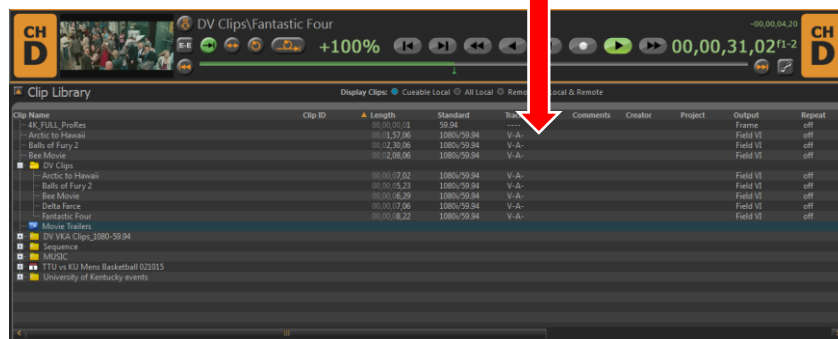 CH D
DV Clips\Fantastic Four
E-E
+100%
-00,00,04,20
00,00,31,02 f1-2
CH D
1
Clip Library
Display Clips: Cueable Local All Local Local & Remote
Clip Name Clip ID Length Standard Comments Creator Project Output Repeat
4K_FULL_ProRes 00,00,00,01 59.94 ---- Frame off
Arctic to Hawaii 00,01,57,06 1080i/59.94 V-A- Field VI off
Balls of Fury 2 00,02,30,06 1080i/59.94 V-A- Field VI off
Bee Movie 00,02,08,06 1080i/59.94 V-A- Field VI off
DV Clips
Arctic to Hawaii 00,00,07,02 1080i/59.94 V-A- Field VI off
Balls of Fury 2 00,00,05,23 1080i/59.94 V-A- Field VI off
Bee Movie 00,00,06,29 1080i/59.94 V-A- Field VI off
Delta Farce 00,00,07,06 1080i/59.94 V-A- Field VI off
Fantastic Four 00,00,08,22 1080i/59.94 V-A- Field VI off
Movie Trailers
DV VKA Clips_1080-59.94
Sequence
MUSIC
TTU vs KU Mens Basketball 021015
University of Kentucky events